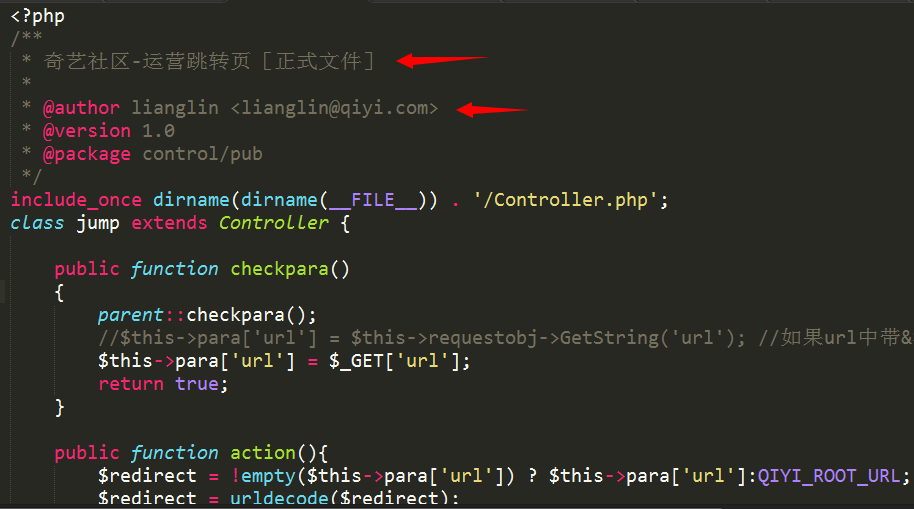 <?php
/**
 * 奇艺社区-运营跳转页［正式文件］
 *
 * @author lianglin <lianglin@qiyi.com>
 * @version 1.0
 * @package control/pub
 */
include_once dirname(dirname(__FILE__)) . '/Controller.php';
class jump extends Controller {
    public function checkpara()
    {
        parent::checkpara();
        //$this->para['url'] = $this->requestobj->GetString('url'); //如果url中带&
        $this->para['url'] = $_GET['url'];
        return true;
    }
    public function action(){
        $redirect = !empty($this->para['url']) ? $this->para['url']:QIYI_ROOT_URL;
        $redirect = urldecode($redirect);